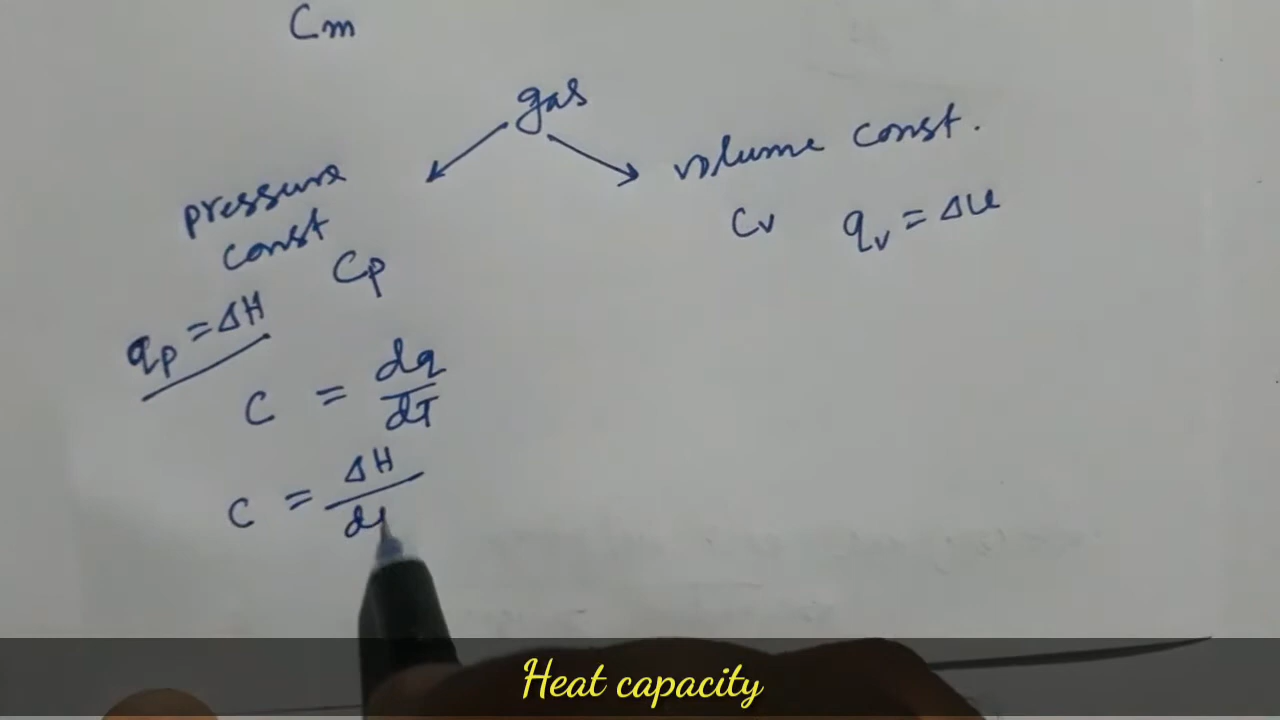 Cm
gas
pressure
const
Cp
qp = ΔH
C = dq/dT
C = ΔH/d
volume const.
Cv qv = Δu
Heat capacity